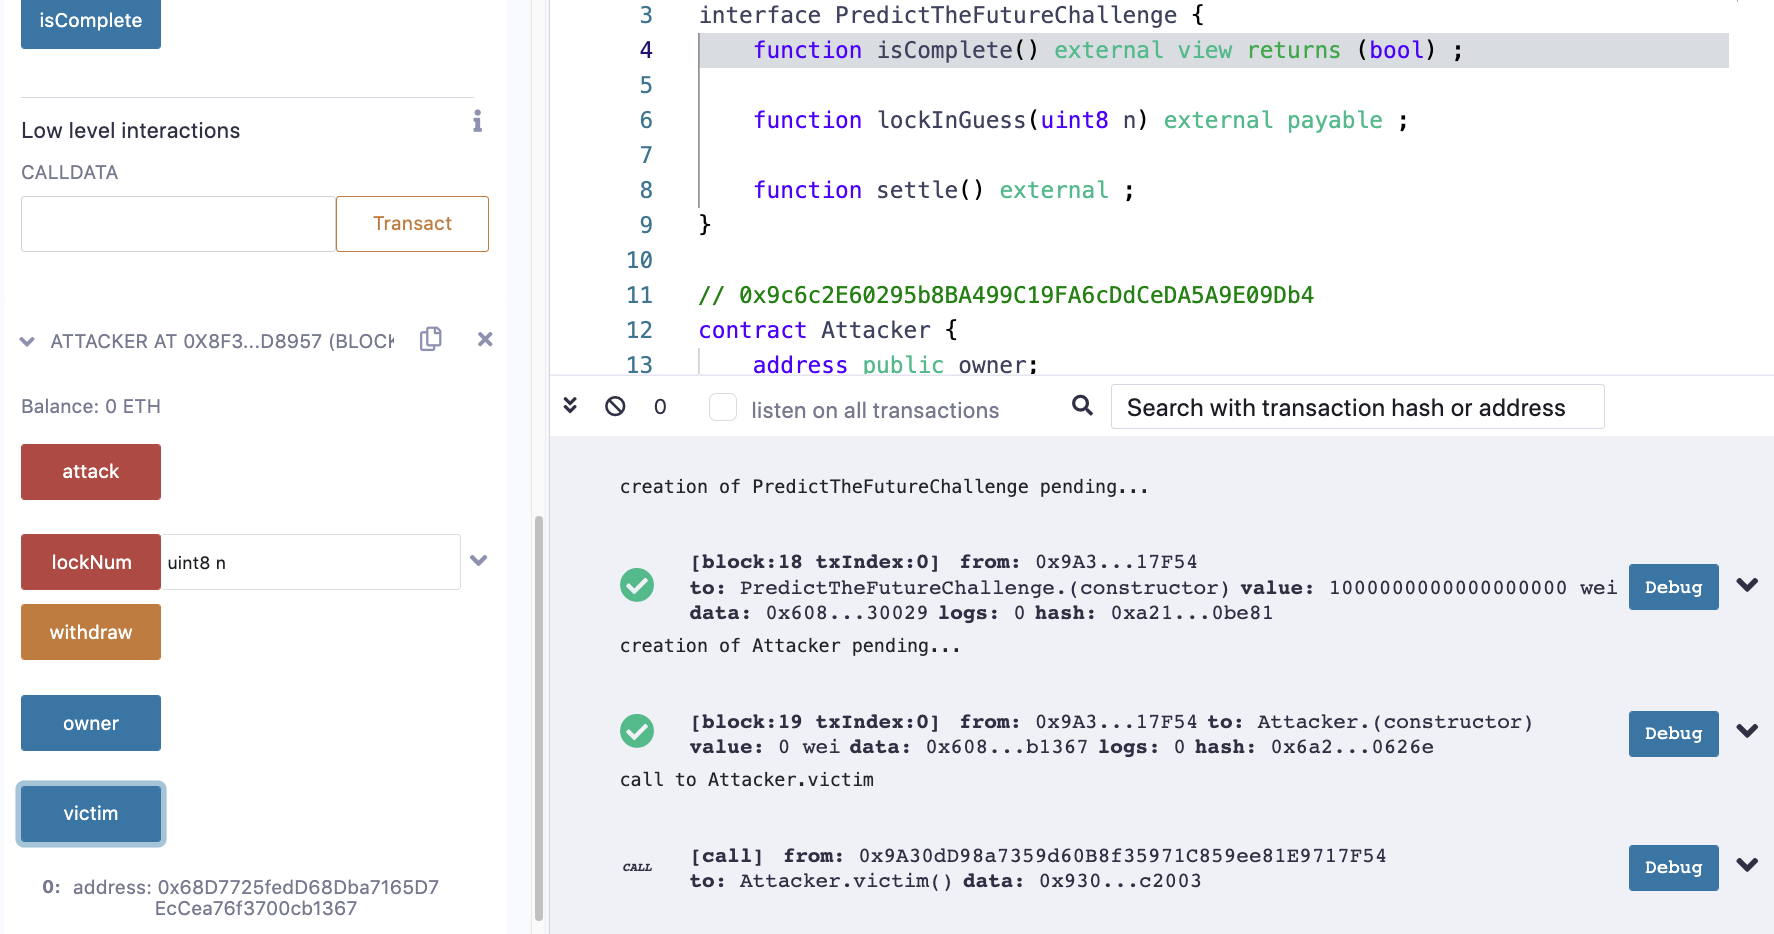 isComplete
Low level interactions
CALLDATA
Transact
ATTACKER AT 0X8F3...D8957 (BLOCK
Balance: 0 ETH
attack
lockNum
uint8 n
withdraw
owner
victim
0: address: 0x68D7725fedD68Dba7165D7
EcCea76f3700cb1367
3 interface PredictTheFutureChallenge {
4 function isComplete() external view returns (bool) ;
5
6 function lockInGuess(uint8 n) external payable ;
7
8 function settle() external ;
9 }
10
11 // 0x9c6c2E60295b8BA499C19FA6cDdCeDA5A9E09Db4
12 contract Attacker {
13 address public owner;
0 listen on all transactions Search with transaction hash or address
creation of PredictTheFutureChallenge pending...
[block:18 txIndex:0] from: 0x9A3...17F54
to: PredictTheFutureChallenge.(constructor) value: 1000000000000000000 wei
data: 0x608...30029 logs: 0 hash: 0xa21...0be81
Debug
creation of Attacker pending...
[block:19 txIndex:0] from: 0x9A3...17F54 to: Attacker.(constructor)
value: 0 wei data: 0x608...b1367 logs: 0 hash: 0x6a2...0626e
Debug
call to Attacker.victim
CALL
[call] from: 0x9A30dD98a7359d60B8f35971C859ee81E9717F54
to: Attacker.victim() data: 0x930...c2003
Debug